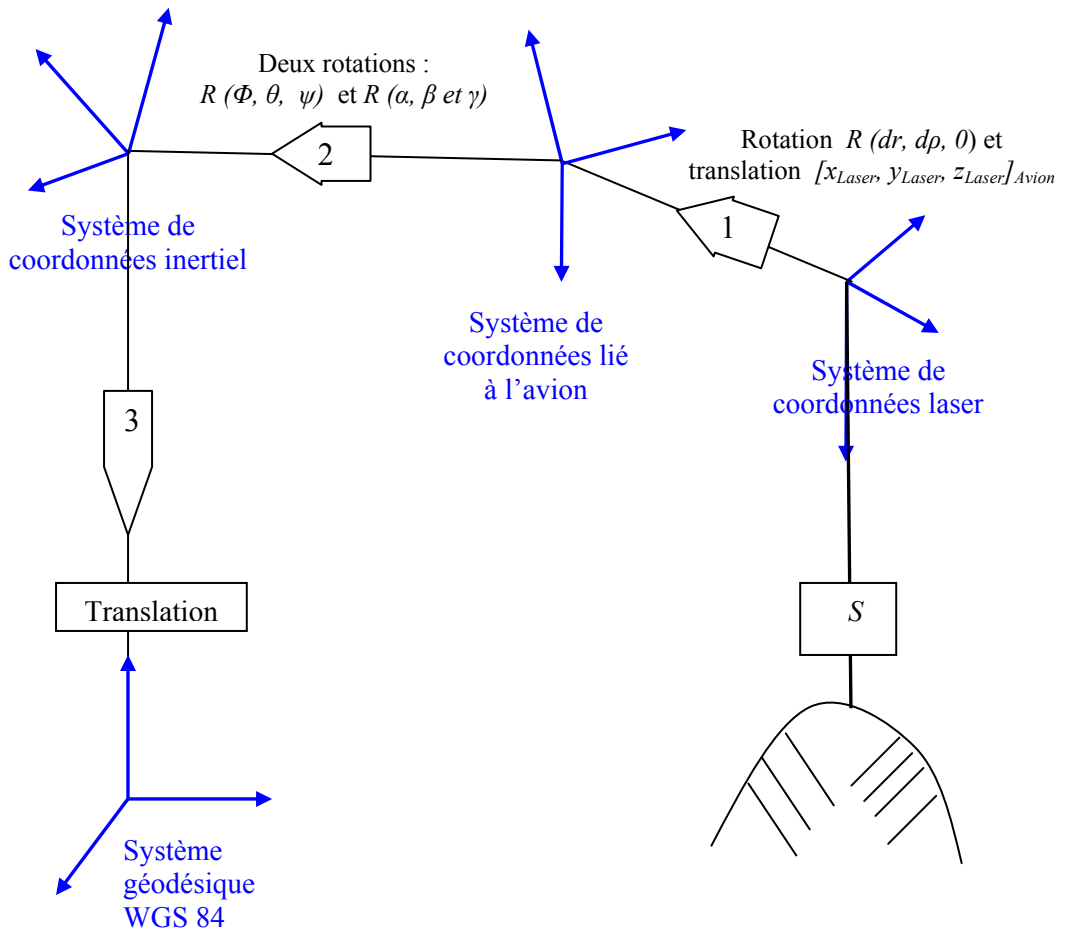 Deux rotations :
R (Φ, θ, ψ) et R (α, β et γ)
2
Rotation R (dr, dρ, 0) et
translation [xLaser, yLaser, zLaser]Avion
1
Système de
coordonnées inertiel
Système de
coordonnées lié
à l’avion
Système de
coordonnées laser
3
Translation
S
Système
géodésique
WGS 84